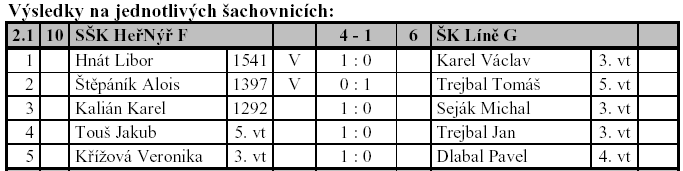 Výsledky na jednotlivých šachovnicích:
2.1 10 SŠK HeřNýř F 4 - 1 6 ŠK Líně G
1 Hnát Libor 1541 V 1 : 0 Karel Václav 3. vt
2 Štěpáník Alois 1397 V 0 : 1 Trejbal Tomáš 5. vt
3 Kalián Karel 1292 1 : 0 Seják Michal 3. vt
4 Touš Jakub 5. vt 1 : 0 Trejbal Jan 3. vt
5 Křížová Veronika 3. vt 1 : 0 Dlabal Pavel 4. vt